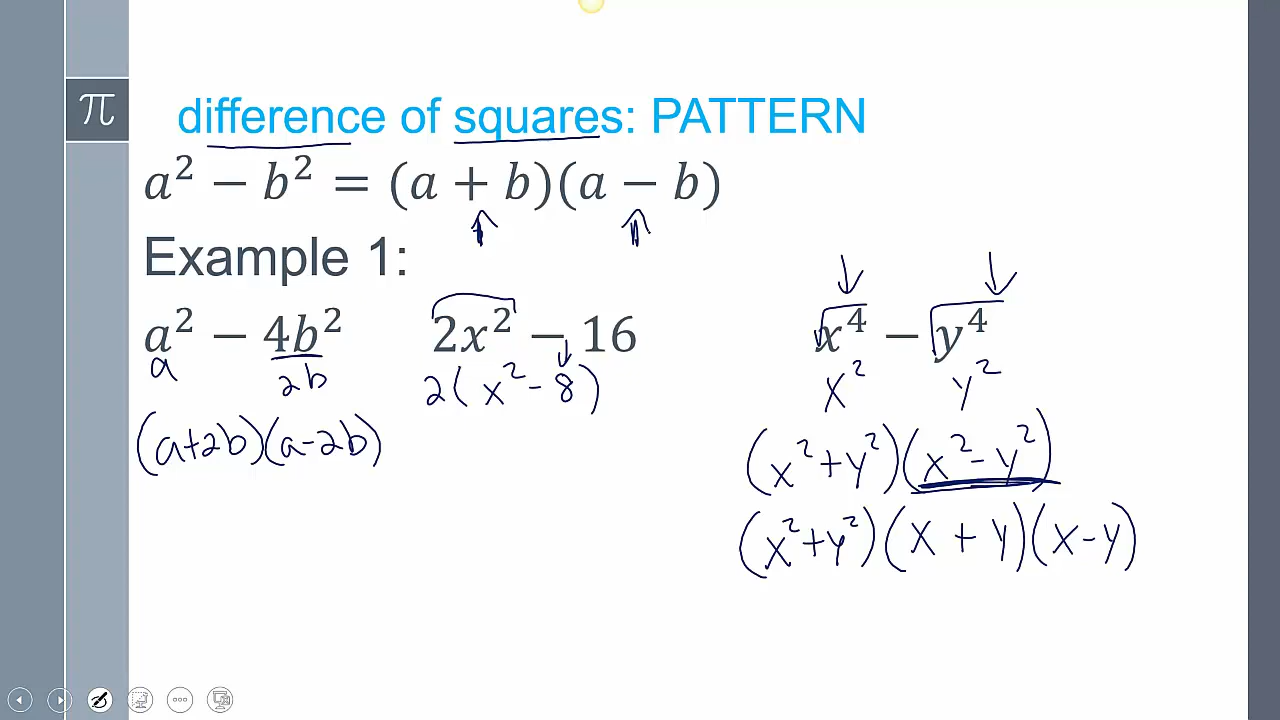 π
difference of squares: PATTERN
a² − b² = (a + b)(a − b)
Example 1:
a² − 4b²
a 2b
(a+2b)(a-2b)
2x² − 16
2(x² - 8)
x⁴ − y⁴
x² y²
(x² + y²)(x² - y²)
(x² + y²)(x + y)(x - y)